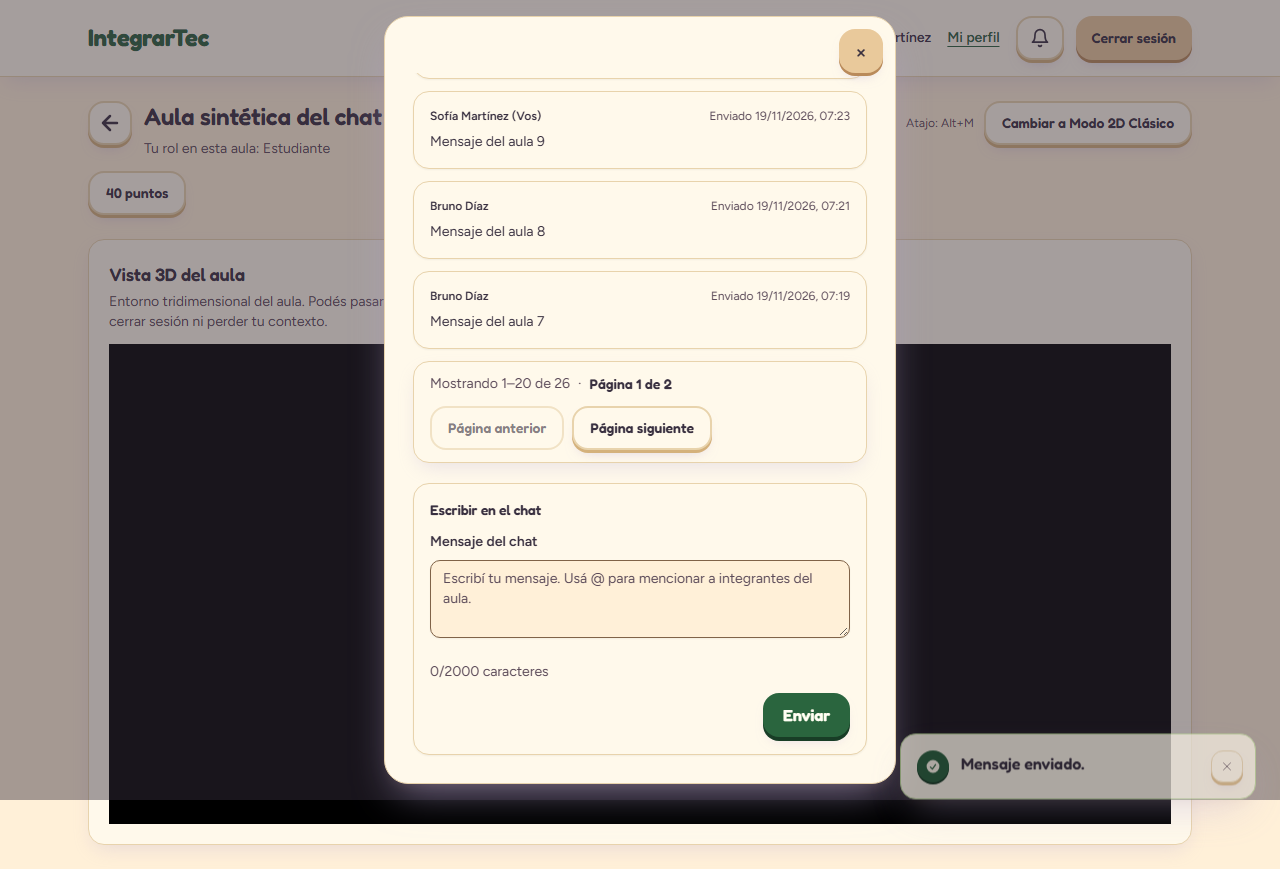 IntegrarTec
rtínez
Mi perfil
Cerrar sesión
×
Aula sintética del chat
Tu rol en esta aula: Estudiante
Atajo: Alt+M
Cambiar a Modo 2D Clásico
40 puntos
Vista 3D del aula
Entorno tridimensional del aula. Podés pasar
cerrar sesión ni perder tu contexto.
Sofía Martínez (Vos)
Enviado 19/11/2026, 07:23
Mensaje del aula 9
Bruno Díaz
Enviado 19/11/2026, 07:21
Mensaje del aula 8
Bruno Díaz
Enviado 19/11/2026, 07:19
Mensaje del aula 7
Mostrando 1–20 de 26 · Página 1 de 2
Página anterior
Página siguiente
Escribir en el chat
Mensaje del chat
Escribí tu mensaje. Usá @ para mencionar a integrantes del
aula.
0/2000 caracteres
Enviar
Mensaje enviado.